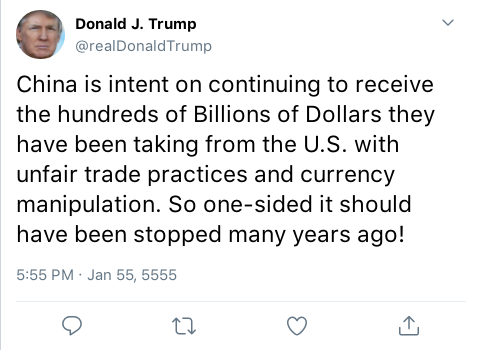 Donald J. Trump
@realDonaldTrump
China is intent on continuing to receive
the hundreds of Billions of Dollars they
have been taking from the U.S. with
unfair trade practices and currency
manipulation. So one-sided it should
have been stopped many years ago!
5:55 PM · Jan 55, 5555